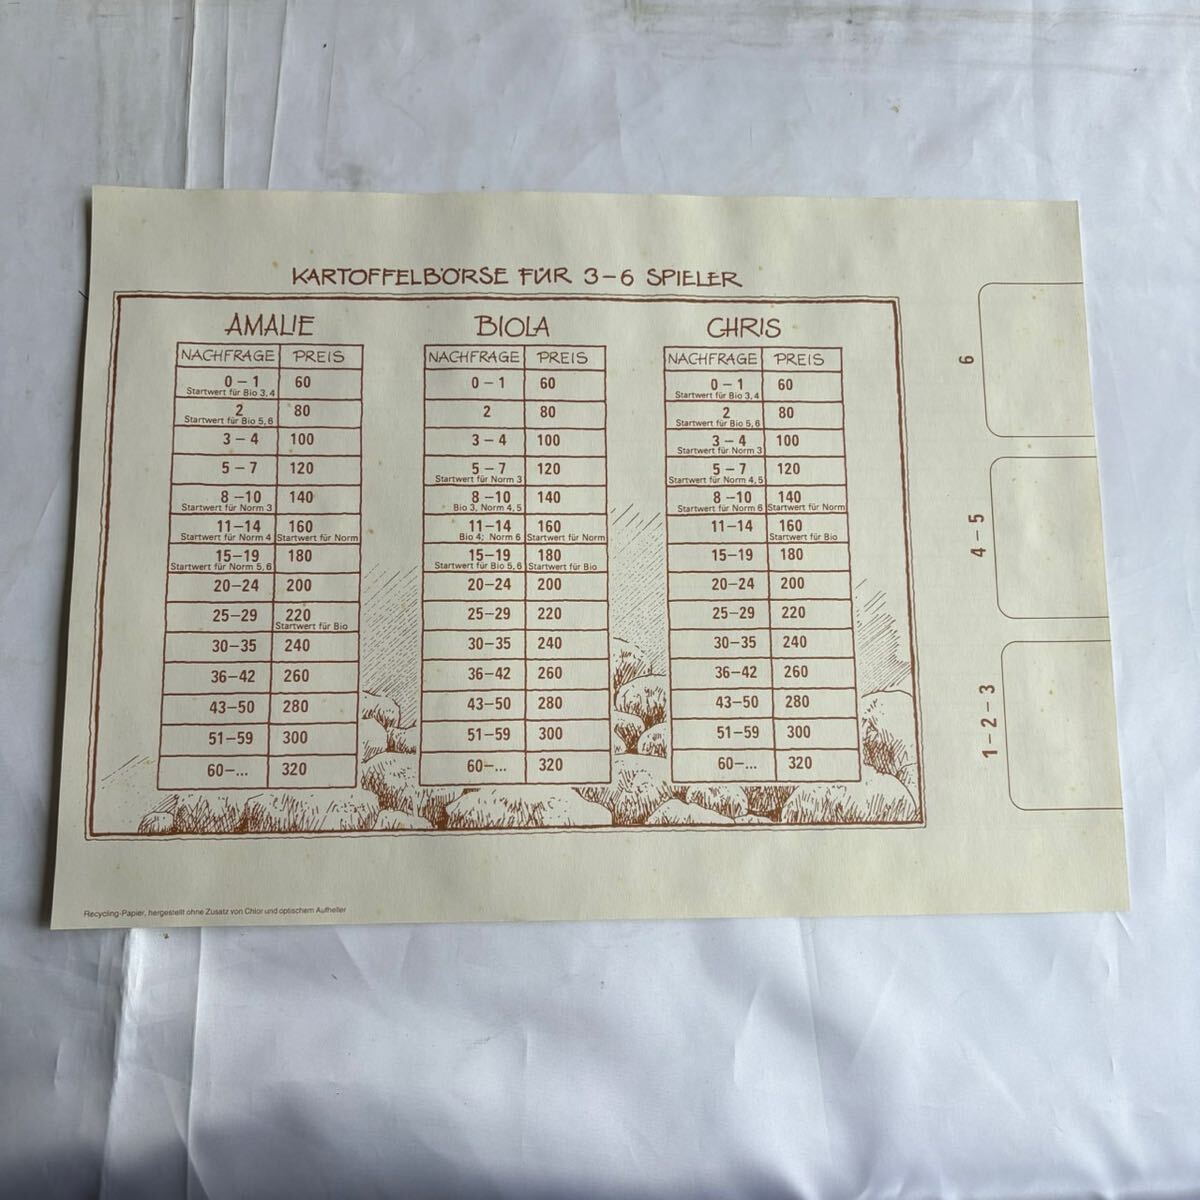 KARTOFFELBÖRSE FÜR 3-6 SPIELER
AMALIE
NACHFRAGE PREIS
0-1 60
Startwert für Bio 3,4
2 80
Startwert für Bio 5,6
3-4 100
5-7 120
8-10 140
Startwert für Norm 3
11-14 160
Startwert für Norm 4 Startwert für Norm
15-19 180
Startwert für Norm 5,6
20-24 200
25-29 220
Startwert für Bio
30-35 240
36-42 260
43-50 280
51-59 300
60-... 320
BIOLA
NACHFRAGE PREIS
0-1 60
2 80
3-4 100
5-7 120
Startwert für Norm 3
8-10 140
Bio 3, Norm 4,5
11-14 160
Bio 4; Norm 6 Startwert für Norm
15-19 180
Startwert für Bio 5,6 Startwert für Bio
20-24 200
25-29 220
30-35 240
36-42 260
43-50 280
51-59 300
60-... 320
CHRIS
NACHFRAGE PREIS
0-1 60
Startwert für Bio 3,4
2 80
Startwert für Bio 5,6
3-4 100
Startwert für Norm 3
5-7 120
Startwert für Norm 4,5
8-10 140
Startwert für Norm 6 Startwert für Norm
11-14 160
Startwert für Bio
15-19 180
20-24 200
25-29 220
30-35 240
36-42 260
43-50 280
51-59 300
60-... 320
6
4-5
1-2-3
Recycling-Papier, hergestellt ohne Zusatz von Chlor und optischem Aufheller